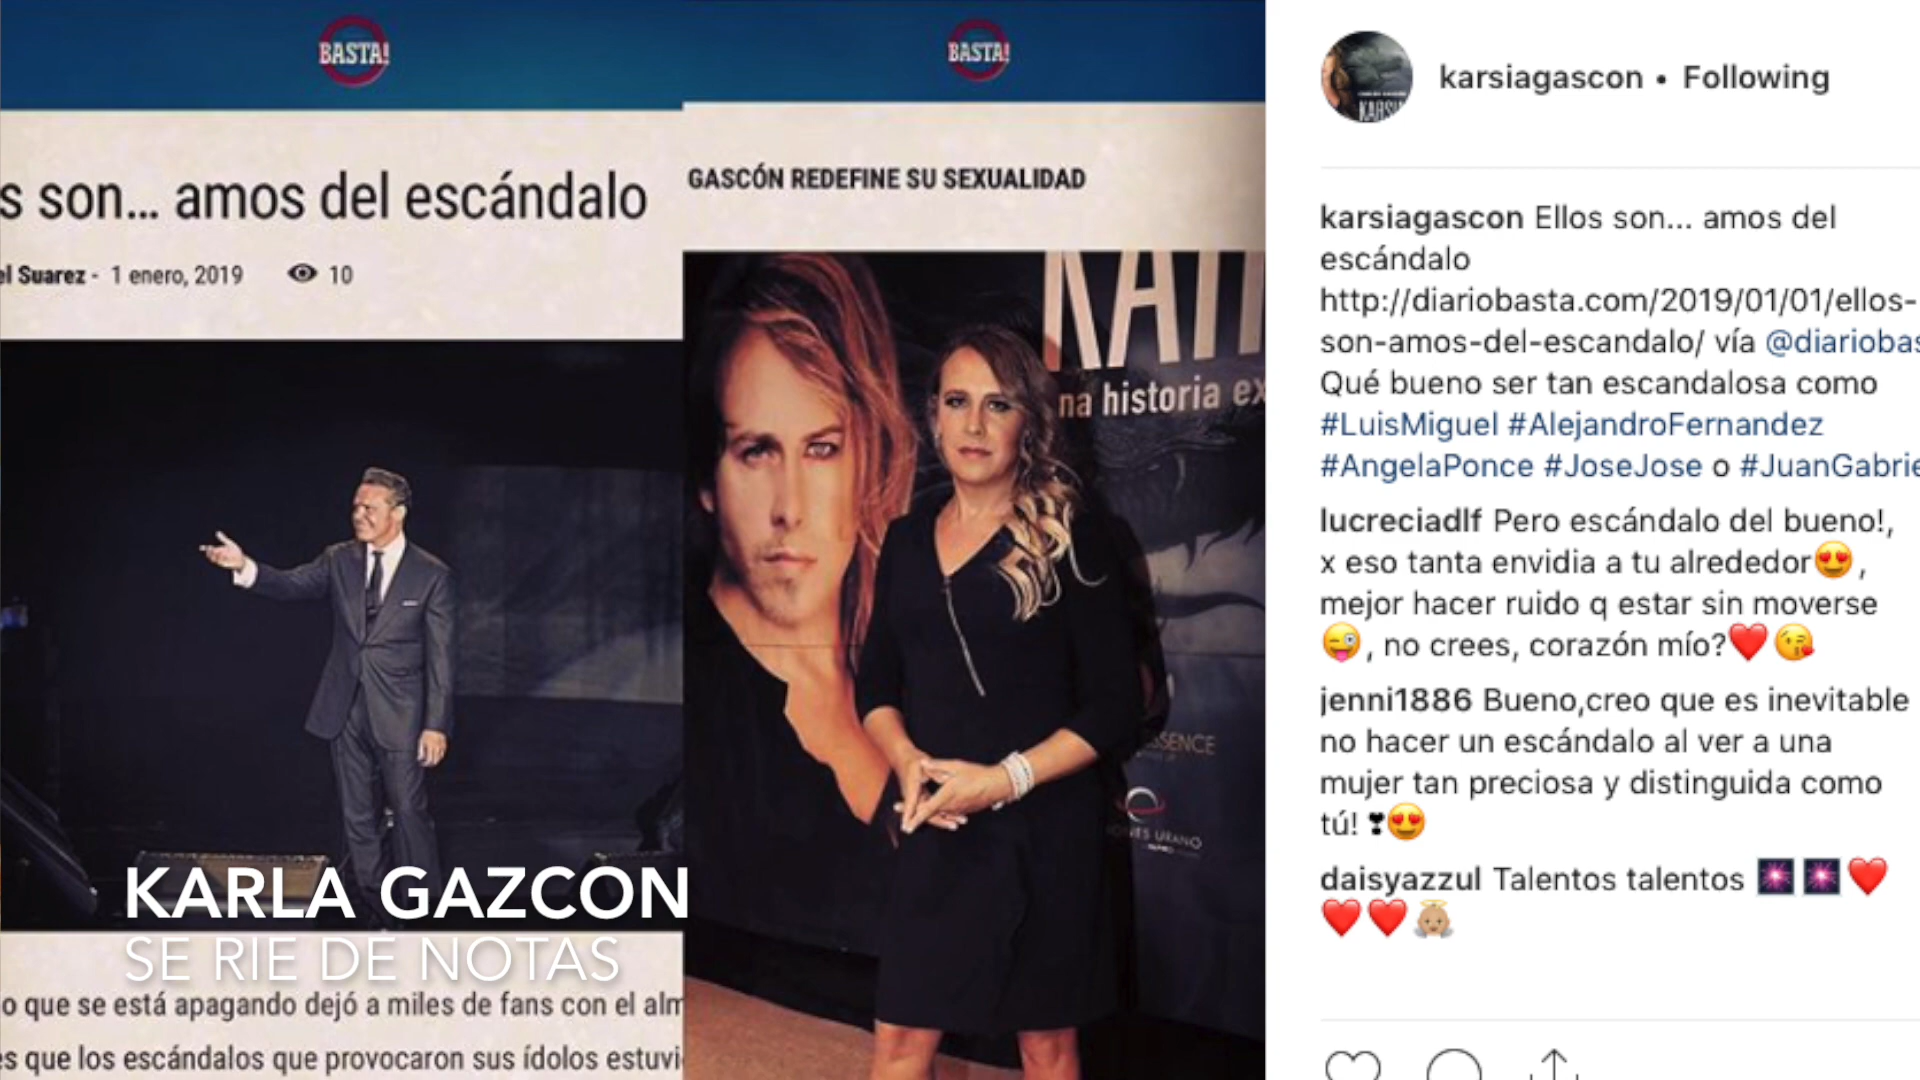 BASTA!
s son... amos del escándalo
el Suarez - 1 enero, 2019 10
KARLA GAZCON
SE RIE DE NOTAS
o que se está apagando dejó a miles de fans con el alm
es que los escándalos que provocaron sus ídolos estuvi
BASTA!
GASCÓN REDEFINE SU SEXUALIDAD
na historia ex
SSENCE
URANO
KARSI
karsiagascon • Following
karsiagascon Ellos son... amos del
escándalo
http://diariobasta.com/2019/01/01/ellos-
son-amos-del-escandalo/ vía @diariobas
Qué bueno ser tan escandalosa como
#LuisMiguel #AlejandroFernandez
#AngelaPonce #JoseJose o #JuanGabrie
lucreciadlf Pero escándalo del bueno!,
x eso tanta envidia a tu alrededor😍,
mejor hacer ruido q estar sin moverse
😜, no crees, corazón mío?❤️😘
jenni1886 Bueno,creo que es inevitable
no hacer un escándalo al ver a una
mujer tan preciosa y distinguida como
tú! ❣😍
daisyazzul Talentos talentos 🎆🎆❤️
❤️❤️👼🏼